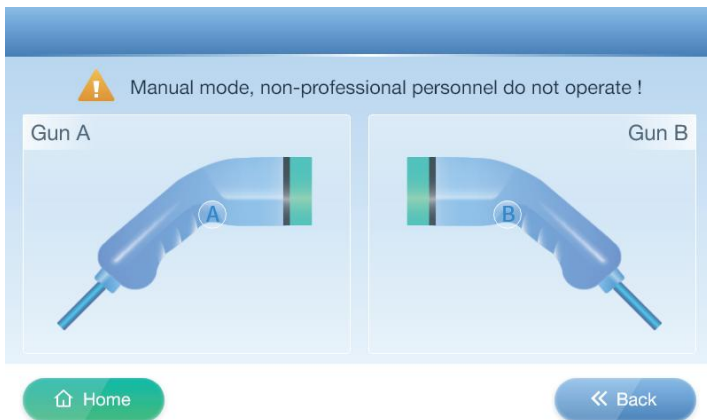 Manual mode, non-professional personnel do not operate !
Gun A
Gun B
A
B
Home
Back